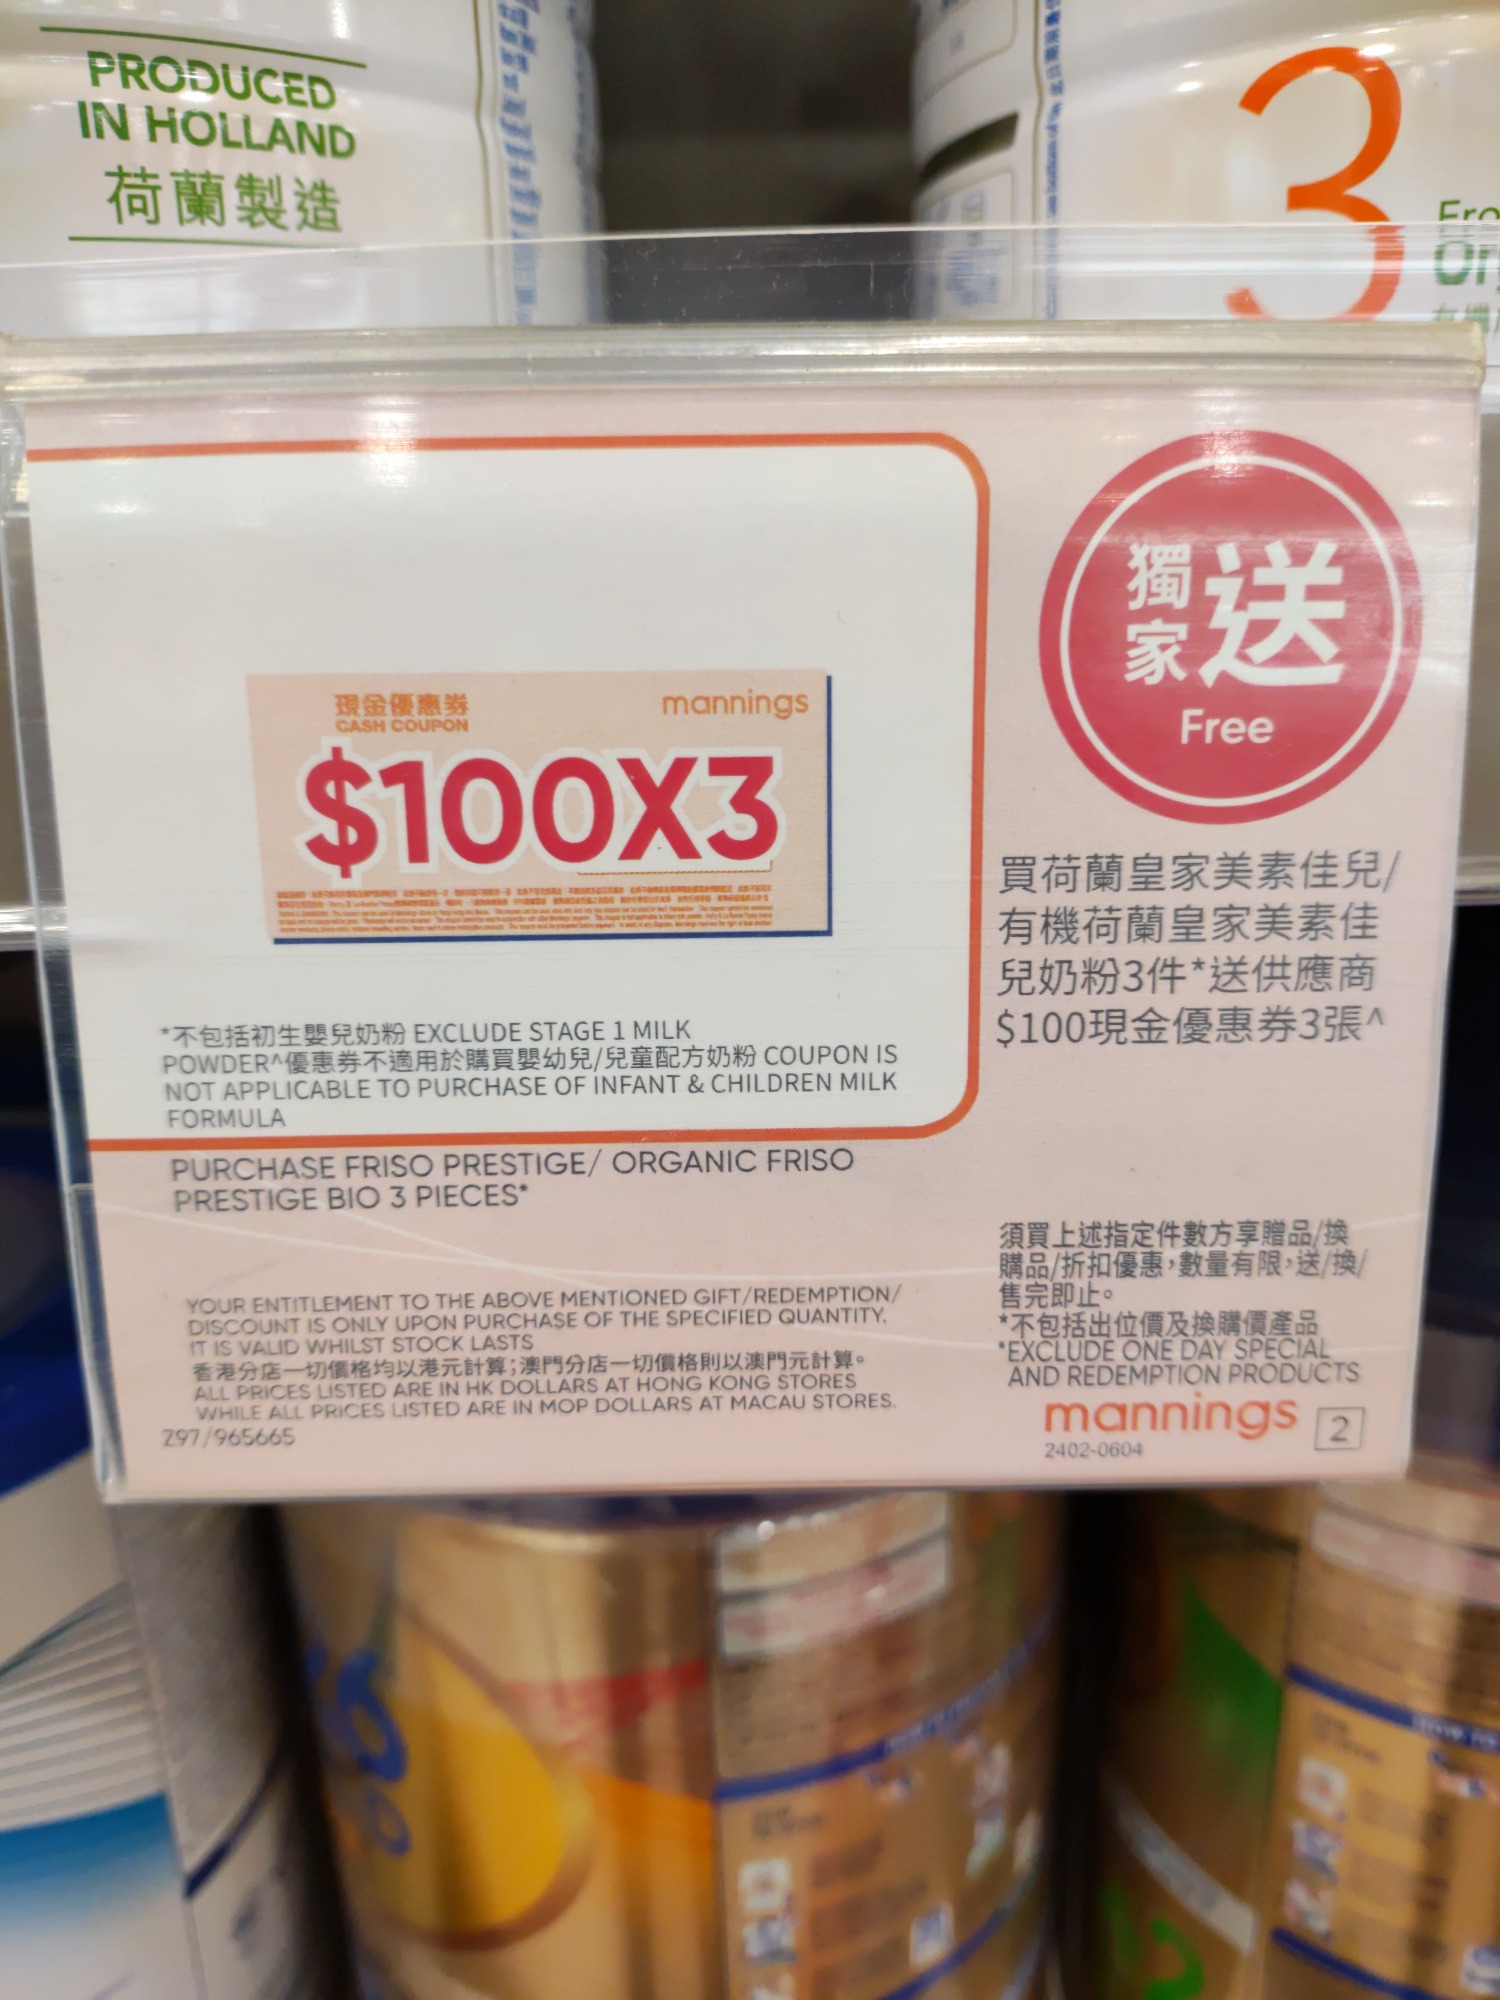 PRODUCED
IN HOLLAND
荷蘭製造
3
現金優惠券
CASH COUPON
mannings
$100X3
獨家
送
Free
買荷蘭皇家美素佳兒/
有機荷蘭皇家美素佳
兒奶粉3件*送供應商
$100現金優惠券3張^
*不包括初生嬰兒奶粉 EXCLUDE STAGE 1 MILK
POWDER^優惠券不適用於購買嬰幼兒/兒童配方奶粉 COUPON IS
NOT APPLICABLE TO PURCHASE OF INFANT & CHILDREN MILK
FORMULA
PURCHASE FRISO PRESTIGE/ ORGANIC FRISO
PRESTIGE BIO 3 PIECES*
YOUR ENTITLEMENT TO THE ABOVE MENTIONED GIFT/REDEMPTION/
DISCOUNT IS ONLY UPON PURCHASE OF THE SPECIFIED QUANTITY.
IT IS VALID WHILST STOCK LASTS
香港分店一切價格均以港元計算;澳門分店一切價格則以澳門元計算。
ALL PRICES LISTED ARE IN HK DOLLARS AT HONG KONG STORES
WHILE ALL PRICES LISTED ARE IN MOP DOLLARS AT MACAU STORES.
Z97/965665
須買上述指定件數方享贈品/換
購品/折扣優惠,數量有限,送/換/
售完即止。
*不包括出位價及換購價產品
*EXCLUDE ONE DAY SPECIAL
AND REDEMPTION PRODUCTS
mannings
2
2402-0604